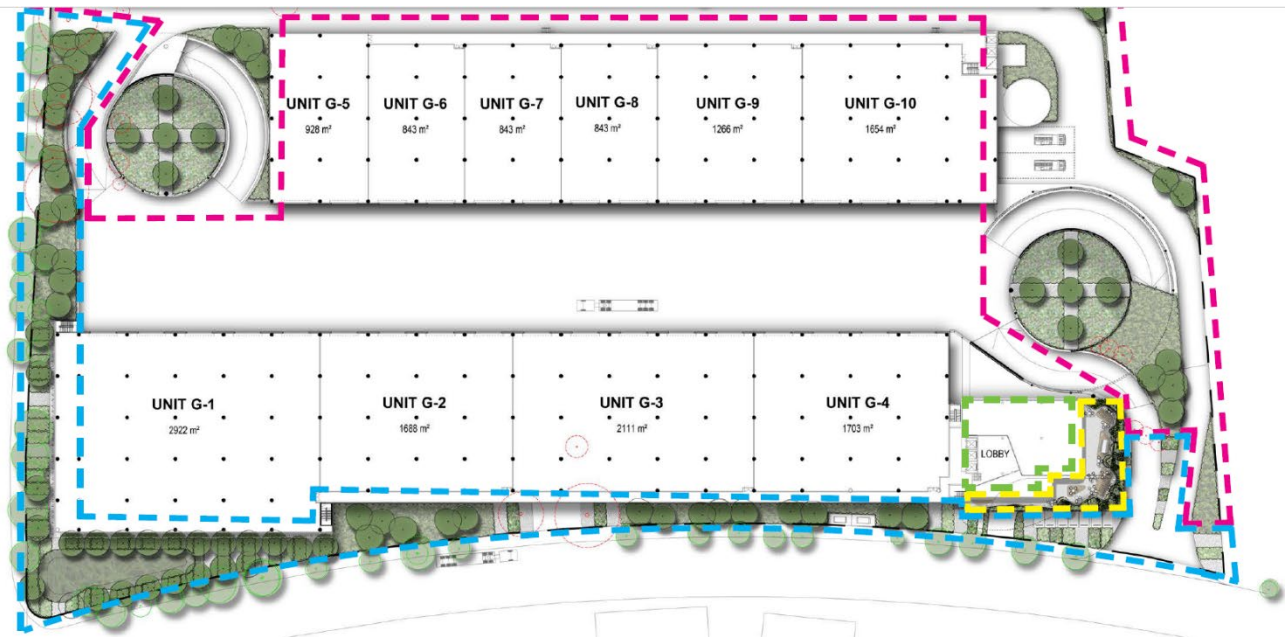 UNIT G-5
928 m²
UNIT G-6
843 m²
UNIT G-7
843 m²
UNIT G-8
843 m²
UNIT G-9
1266 m²
UNIT G-10
1654 m²
UNIT G-1
2922 m²
UNIT G-2
1688 m²
UNIT G-3
2111 m²
UNIT G-4
1703 m²
LOBBY